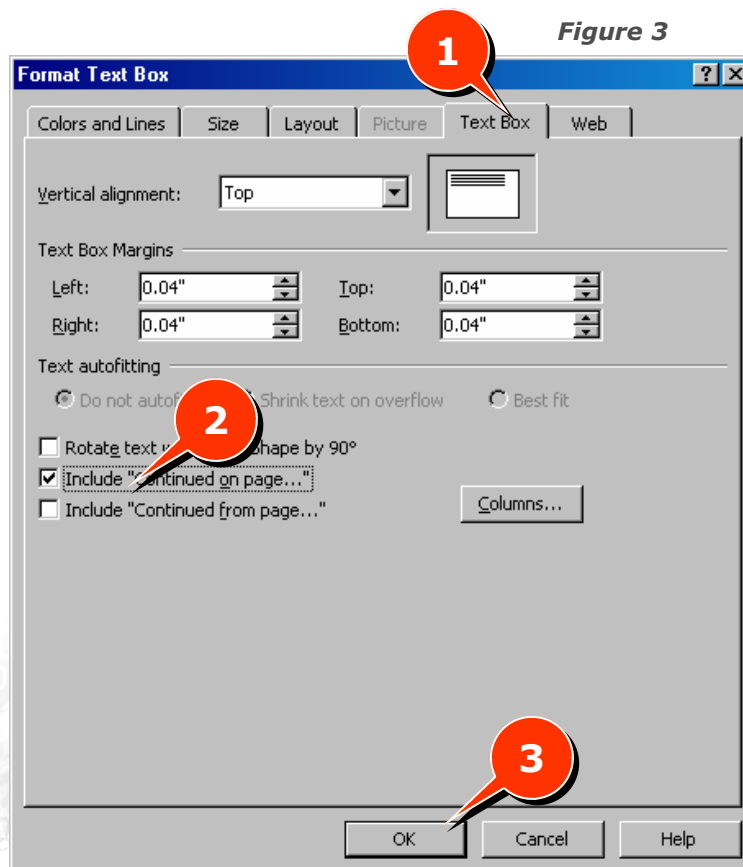 Figure 3
1
Format Text Box
Colors and Lines Size Layout Picture Text Box Web
Vertical alignment: Top
Text Box Margins
Left: 0.04" Top: 0.04"
Right: 0.04" Bottom: 0.04"
Text autofitting
Do not Shrink text on overflow Best fit
2
Rotate text by 90°
Include "Continued on page..."
Include "Continued from page..." Columns...
3
OK Cancel Help